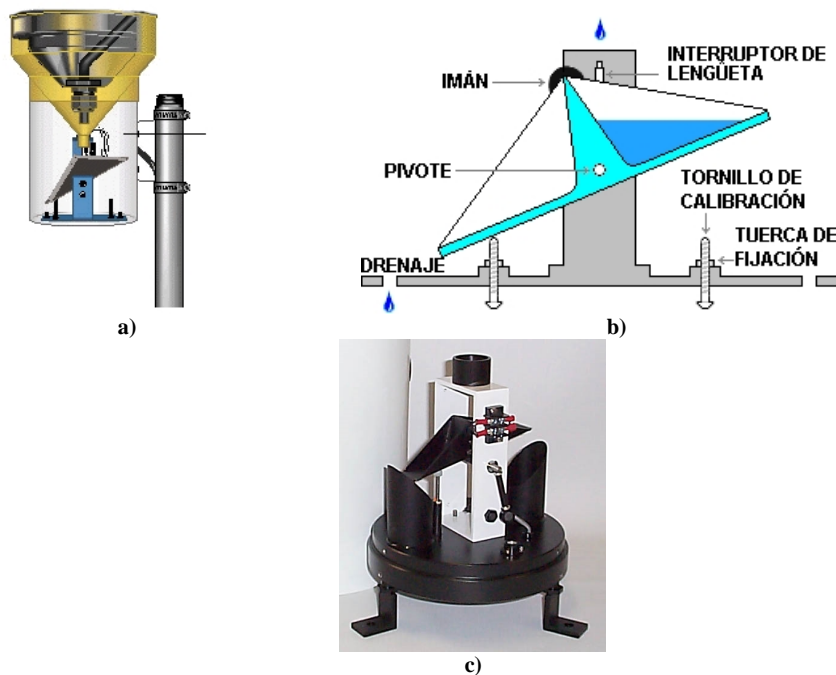 INTERRUPTOR DE
LENGÜETA
IMÁN
PIVOTE
TORNILLO DE
CALIBRACIÓN
TUERCA DE
FIJACIÓN
DRENAJE
a)
b)
c)